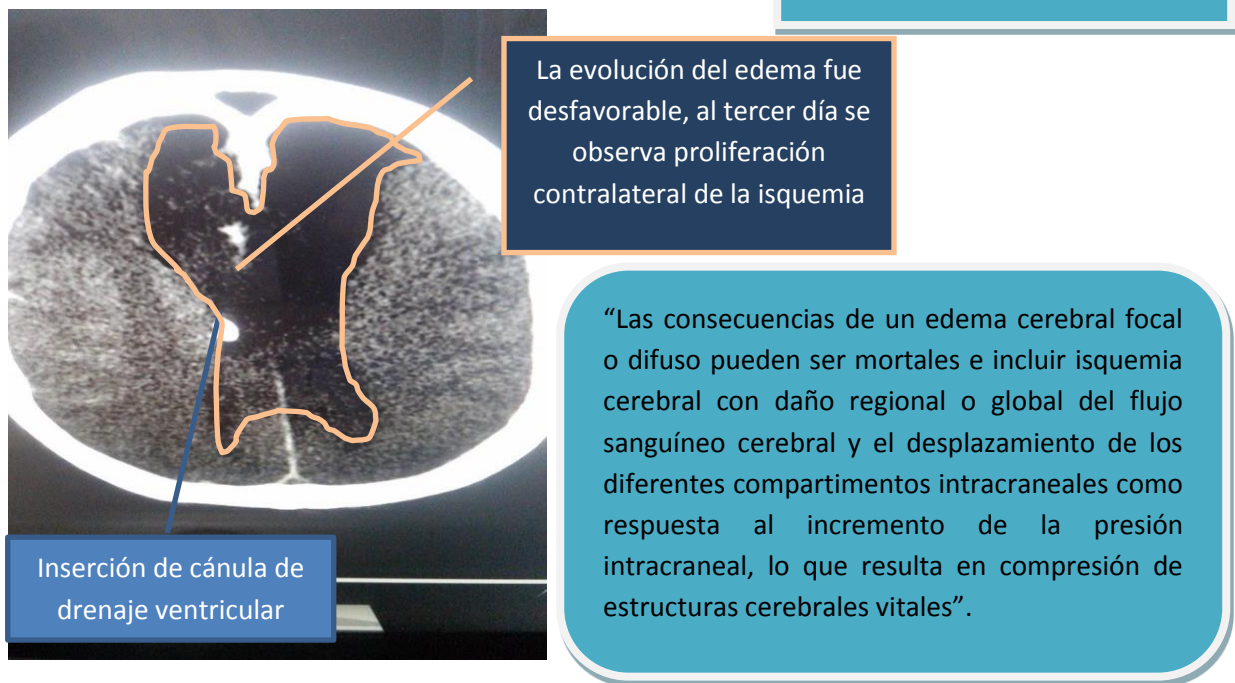 La evolución del edema fue
desfavorable, al tercer día se
observa proliferación
contralateral de la isquemia
“Las consecuencias de un edema cerebral focal
o difuso pueden ser mortales e incluir isquemia
cerebral con daño regional o global del flujo
sanguíneo cerebral y el desplazamiento de los
diferentes compartimentos intracraneales como
respuesta al incremento de la presión
intracraneal, lo que resulta en compresión de
estructuras cerebrales vitales”.
Inserción de cánula de
drenaje ventricular